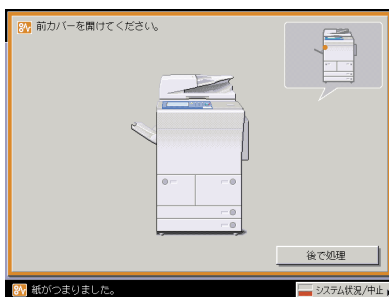 前カバーを開けてください。
後で処理
紙がつまりました。
システム状況/中止